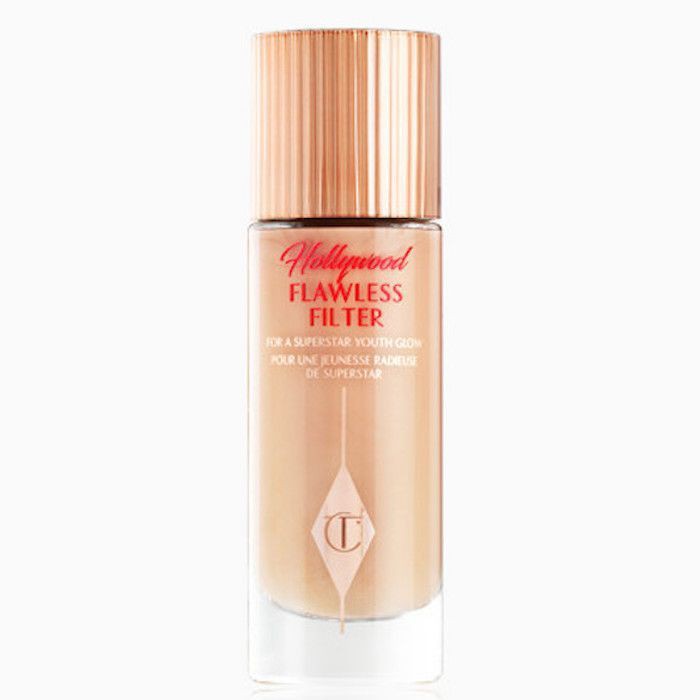 Hollywood
FLAWLESS
FILTER
FOR A SUPERSTAR YOUTH GLOW
POUR UNE JEUNESSE RADIEUSE
DE SUPERSTAR
CT